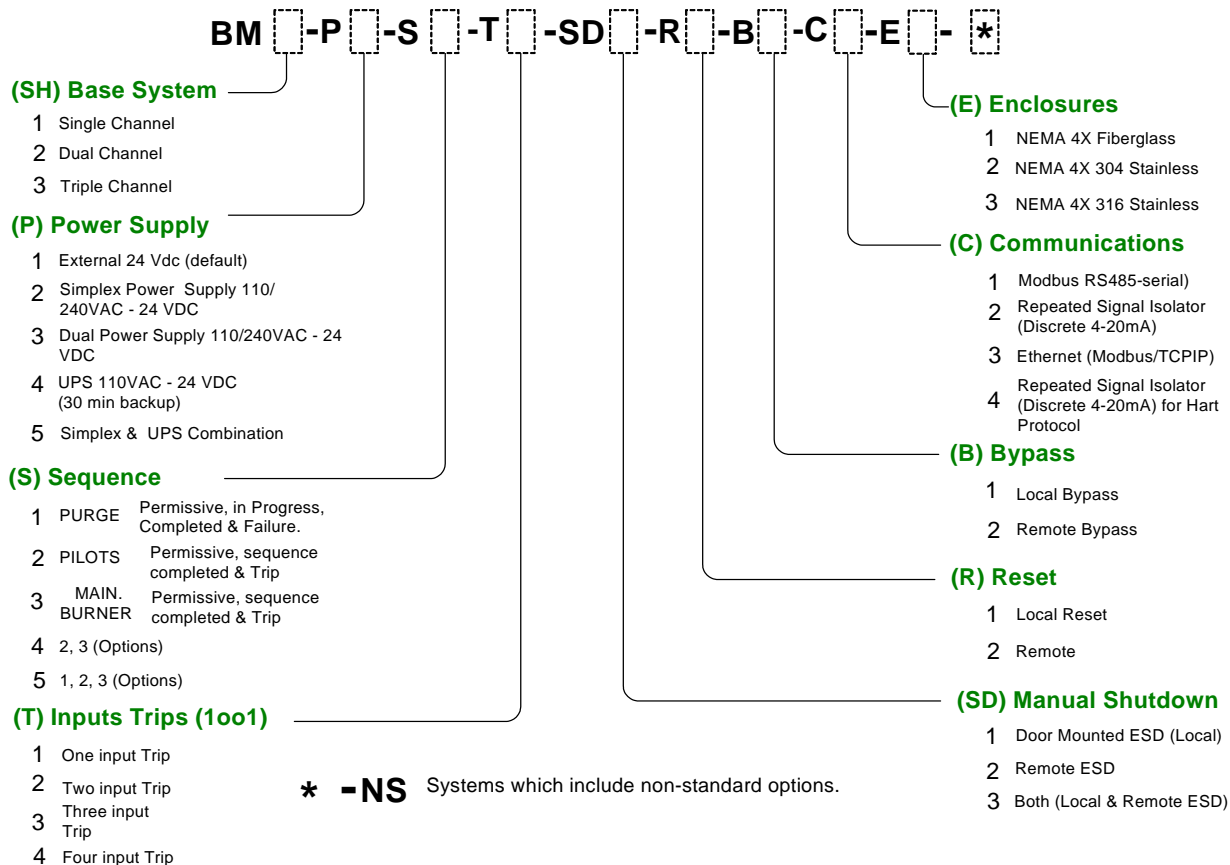 BM -P -S -T -SD -R -B -C -E - *
(SH) Base System
1 Single Channel
2 Dual Channel
3 Triple Channel
(P) Power Supply
1 External 24 Vdc (default)
2 Simplex Power Supply 110/
240VAC - 24 VDC
3 Dual Power Supply 110/240VAC - 24
VDC
4 UPS 110VAC - 24 VDC
(30 min backup)
5 Simplex & UPS Combination
(S) Sequence
1 PURGE Permissive, in Progress,
Completed & Failure.
2 PILOTS Permissive, sequence
completed & Trip
3 MAIN. BURNER Permissive, sequence
completed & Trip
4 2, 3 (Options)
5 1, 2, 3 (Options)
(T) Inputs Trips (1oo1)
1 One input Trip
2 Two input Trip
3 Three input
Trip
4 Four input Trip
* -NS Systems which include non-standard options.
(E) Enclosures
1 NEMA 4X Fiberglass
2 NEMA 4X 304 Stainless
3 NEMA 4X 316 Stainless
(C) Communications
1 Modbus RS485-serial)
2 Repeated Signal Isolator
(Discrete 4-20mA)
3 Ethernet (Modbus/TCPIP)
4 Repeated Signal Isolator
(Discrete 4-20mA) for Hart
Protocol
(B) Bypass
1 Local Bypass
2 Remote Bypass
(R) Reset
1 Local Reset
2 Remote
(SD) Manual Shutdown
1 Door Mounted ESD (Local)
2 Remote ESD
3 Both (Local & Remote ESD)